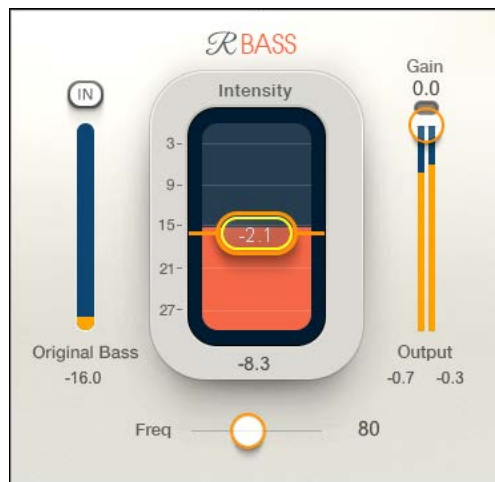 R BASS
Gain
0.0
IN
Intensity
3
9
15
-2.1
21
27
Original Bass
-16.0
-8.3
Output
-0.7 -0.3
Freq 80